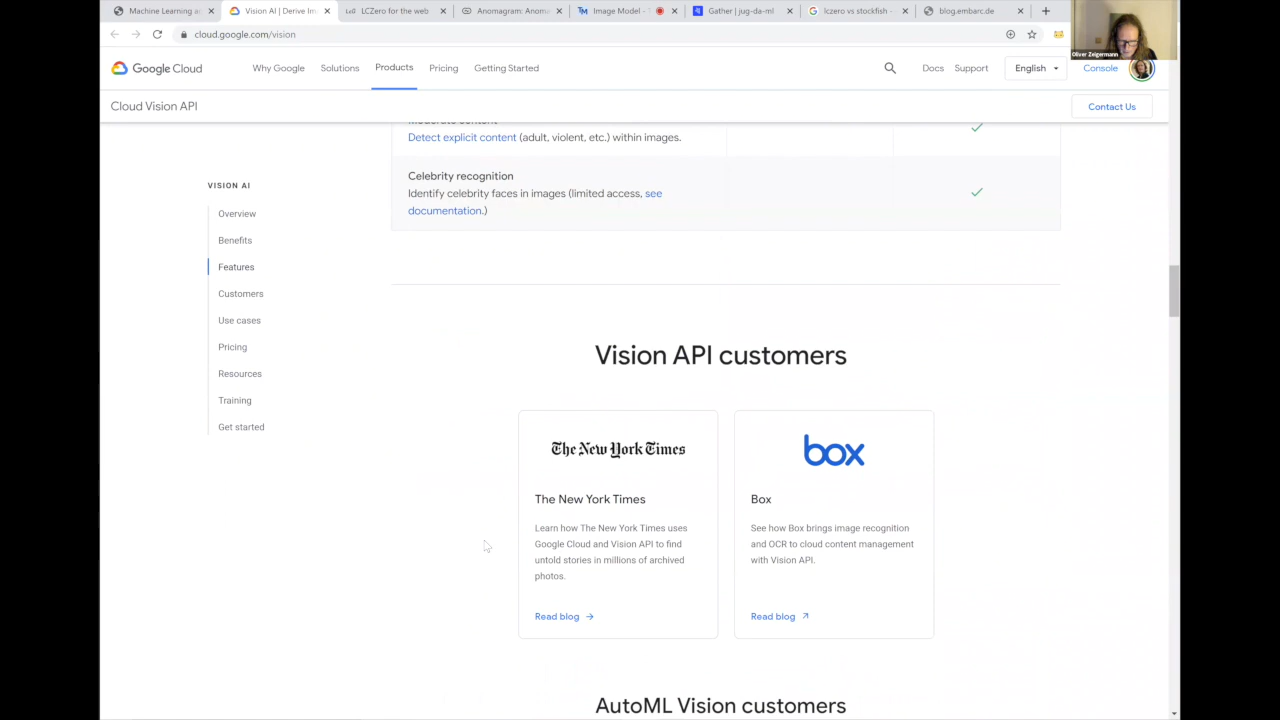 Machine Learning a
Vision AI | Derive Im
LCZero for the web
Anomagram: Anoma
Image Model - T
Gather | jug-da-ml
lczero vs stockfish -
blog.embarc.de
cloud.google.com/vision
Oliver Zeigermann
Google Cloud
Why Google
Solutions
Products
Pricing
Getting Started
Docs
Support
English
Console
Cloud Vision API
Contact Us
Moderate content
Detect explicit content (adult, violent, etc.) within images.
Celebrity recognition
Identify celebrity faces in images (limited access, see
documentation.)
VISION AI
Overview
Benefits
Features
Customers
Use cases
Pricing
Resources
Training
Get started
Vision API customers
The New York Times
The New York Times
Learn how The New York Times uses
Google Cloud and Vision API to find
untold stories in millions of archived
photos.
Read blog →
box
Box
See how Box brings image recognition
and OCR to cloud content management
with Vision API.
Read blog ↗
AutoML Vision customers